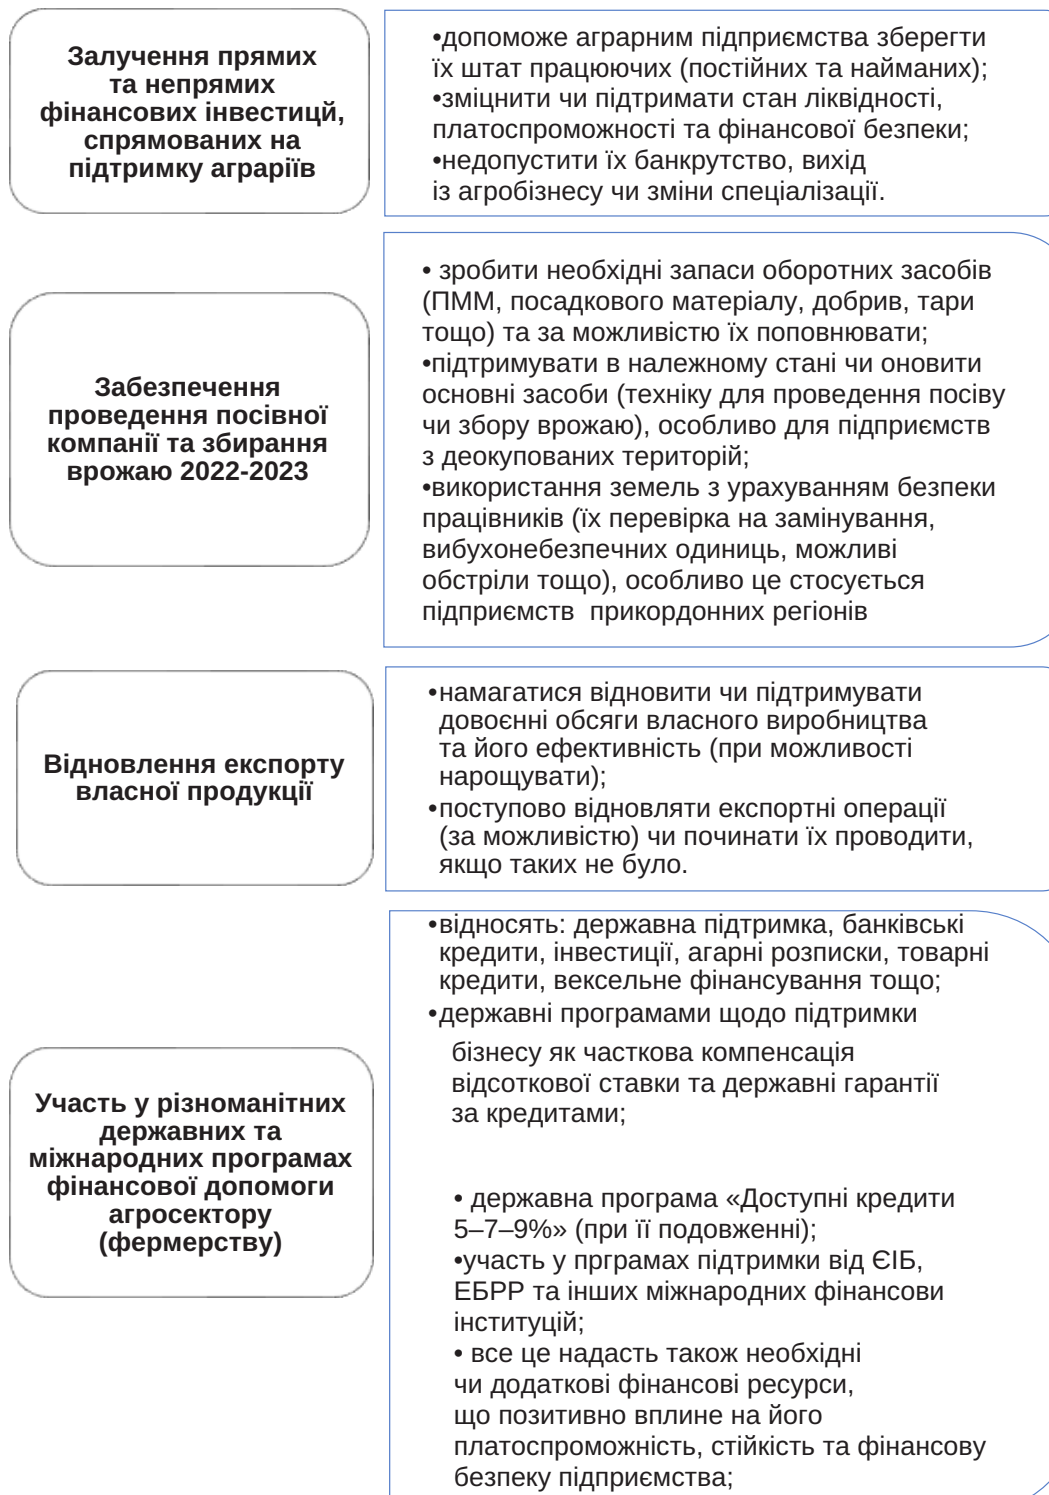 Залучення прямих
та непрямих
фінансових інвестицй,
спрямованих на
підтримку аграріїв
•допоможе аграрним підприємства зберегти
їх штат працюючих (постійних та найманих);
•зміцнити чи підтримати стан ліквідності,
платоспроможності та фінансової безпеки;
•недопустити їх банкрутство, вихід
із агробізнесу чи зміни спеціалізації.
Забезпечення
проведення посівної
компанії та збирання
врожаю 2022-2023
• зробити необхідні запаси оборотних засобів
(ПММ, посадкового матеріалу, добрив, тари
тощо) та за можливістю їх поповнювати;
•підтримувати в належному стані чи оновити
основні засоби (техніку для проведення посіву
чи збору врожаю), особливо для підприємств
з деокупованих територій;
•використання земель з урахуванням безпеки
працівників (їх перевірка на замінування,
вибухонебезпечних одиниць, можливі
обстріли тощо), особливо це стосується
підприємств прикордонних регіонів
Відновлення експорту
власної продукції
•намагатися відновити чи підтримувати
довоєнні обсяги власного виробництва
та його ефективність (при можливості
нарощувати);
•поступово відновляти експортні операції
(за можливістю) чи починати їх проводити,
якщо таких не було.
Участь у різноманітних
державних та
міжнародних програмах
фінансової допомоги
агросектору
(фермерству)
•відносять: державна підтримка, банківські
кредити, інвестиції, агарні розписки, товарні
кредити, вексельне фінансування тощо;
•державні програмами щодо підтримки
бізнесу як часткова компенсація
відсоткової ставки та державні гарантії
за кредитами;
• державна програма «Доступні кредити
5–7–9%» (при її подовженні);
•участь у прграмах підтримки від ЄІБ,
ЕБРР та інших міжнародних фінансови
інституцій;
• все це надасть також необхідні
чи додаткові фінансові ресурси,
що позитивно вплине на його
платоспроможність, стійкість та фінансову
безпеку підприємства;